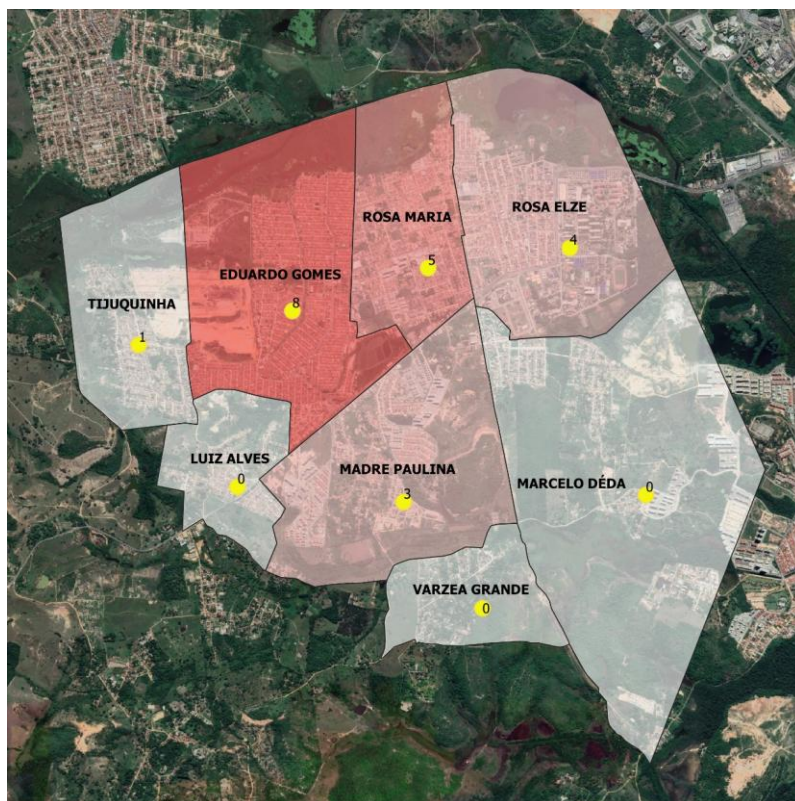 ROSA ELZE
4
ROSA MARIA
5
EDUARDO GOMES
8
TIJUQUINHA
1
LUIZ ALVES
0
MADRE PAULINA
3
MARCELO DÉDA
0
VARZEA GRANDE
0